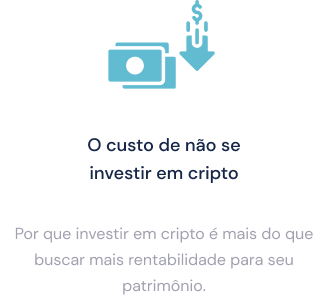 $
O custo de não se
investir em cripto
Por que investir em cripto é mais do que
buscar mais rentabilidade para seu
patrimônio.